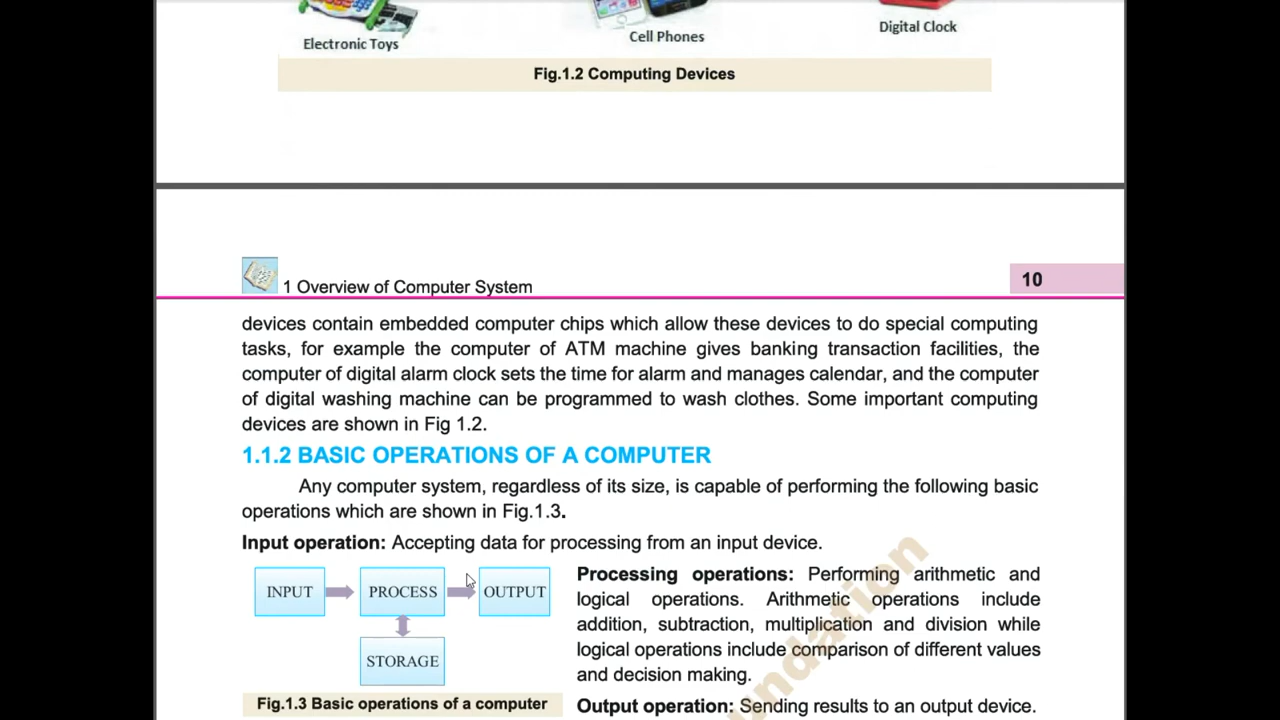 Electronic Toys
Cell Phones
Digital Clock
Fig.1.2 Computing Devices
1 Overview of Computer System
10
devices contain embedded computer chips which allow these devices to do special computing
tasks, for example the computer of ATM machine gives banking transaction facilities, the
computer of digital alarm clock sets the time for alarm and manages calendar, and the computer
of digital washing machine can be programmed to wash clothes. Some important computing
devices are shown in Fig 1.2.
1.1.2 BASIC OPERATIONS OF A COMPUTER
Any computer system, regardless of its size, is capable of performing the following basic
operations which are shown in Fig.1.3.
Input operation: Accepting data for processing from an input device.
INPUT
PROCESS
OUTPUT
STORAGE
Fig.1.3 Basic operations of a computer
Processing operations: Performing arithmetic and
logical operations. Arithmetic operations include
addition, subtraction, multiplication and division while
logical operations include comparison of different values
and decision making.
Output operation: Sending results to an output device.